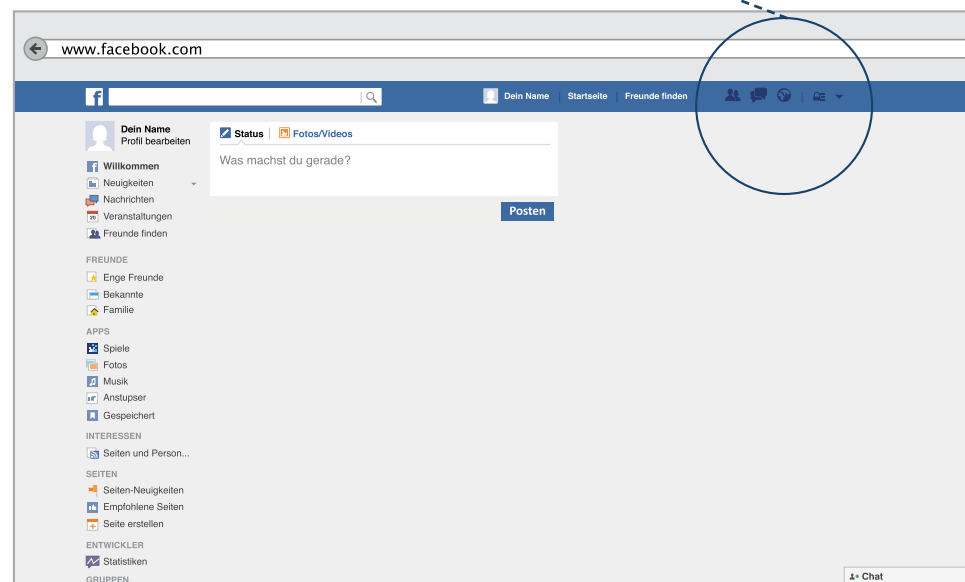 www.facebook.com
f
Dein Name
Startseite
Freunde finden
Dein Name
Profil bearbeiten
Status
Fotos/Videos
Was machst du gerade?
Posten
Willkommen
Neuigkeiten
Nachrichten
Veranstaltungen
Freunde finden
FREUNDE
Enge Freunde
Bekannte
Familie
APPS
Spiele
Fotos
Musik
Anstupser
Gespeichert
INTERESSEN
Seiten und Person...
SEITEN
Seiten-Neuigkeiten
Empfohlene Seiten
Seite erstellen
ENTWICKLER
Statistiken
GRUPPEN
Chat